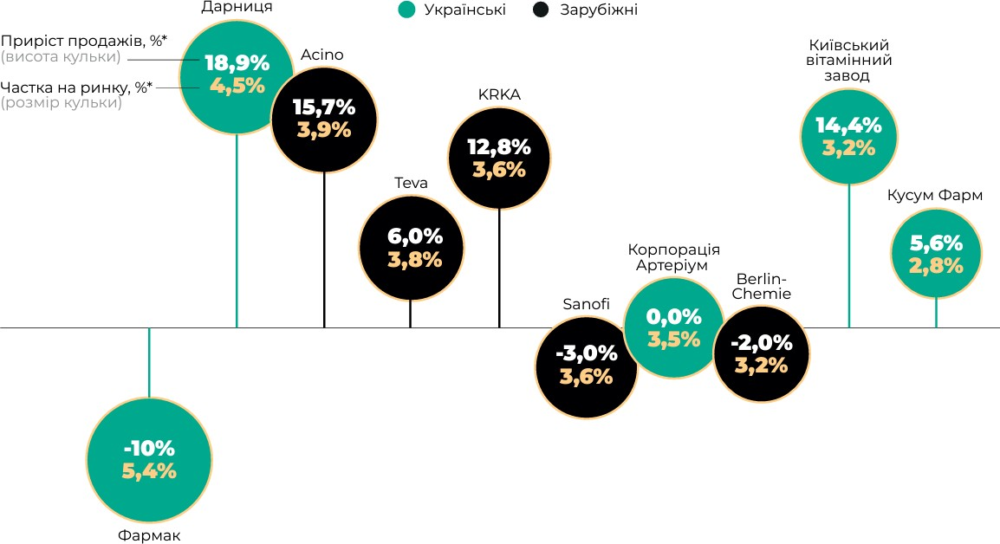 Українські
Зарубіжні
Приріст продажів, %*
(висота кульки)
Частка на ринку, %*
(розмір кульки)
Дарниця
18,9%
4,5%
Acino
15,7%
3,9%
Teva
6,0%
3,8%
KRKA
12,8%
3,6%
Sanofi
-3,0%
3,6%
Корпорація
Артеріум
0,0%
3,5%
Berlin-
Chemie
-2,0%
3,2%
Київський
вітамінний
завод
14,4%
3,2%
Кусум Фарм
5,6%
2,8%
-10%
5,4%
Фармак